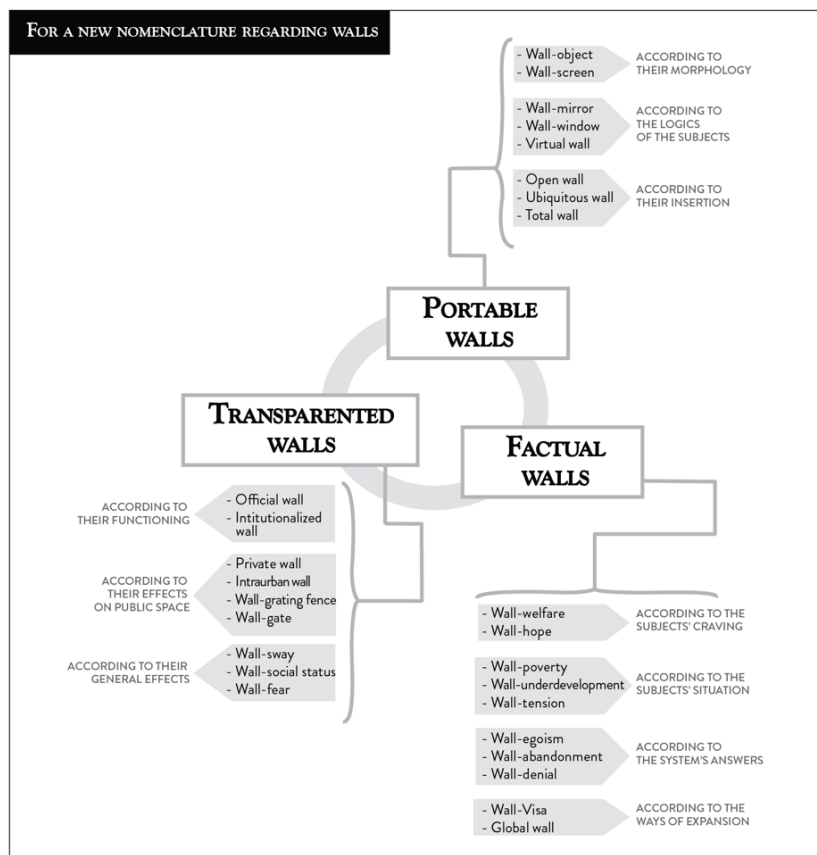 FOR A NEW NOMENCLATURE REGARDING WALLS
- Wall-object
- Wall-screen
ACCORDING TO
THEIR MORPHOLOGY
- Wall-mirror
- Wall-window
- Virtual wall
ACCORDING TO
THE LOGICS
OF THE SUBJECTS
- Open wall
- Ubiquitous wall
- Total wall
ACCORDING TO
THEIR INSERTION
PORTABLE
WALLS
TRANSPARENTED
WALLS
FACTUAL
WALLS
ACCORDING TO
THEIR FUNCTIONING
- Official wall
- Intitutionalized
wall
ACCORDING TO
THEIR EFFECTS
ON PUBLIC SPACE
- Private wall
- Intraurban wall
- Wall-grating fence
- Wall-gate
ACCORDING TO THEIR
GENERAL EFFECTS
- Wall-sway
- Wall-social status
- Wall-fear
- Wall-welfare
- Wall-hope
ACCORDING TO THE
SUBJECTS' CRAVING
- Wall-poverty
- Wall-underdevelopment
- Wall-tension
ACCORDING TO THE
SUBJECTS' SITUATION
- Wall-egoism
- Wall-abandonment
- Wall-denial
ACCORDING TO
THE SYSTEM'S ANSWERS
- Wall-Visa
- Global wall
ACCORDING TO THE
WAYS OF EXPANSION